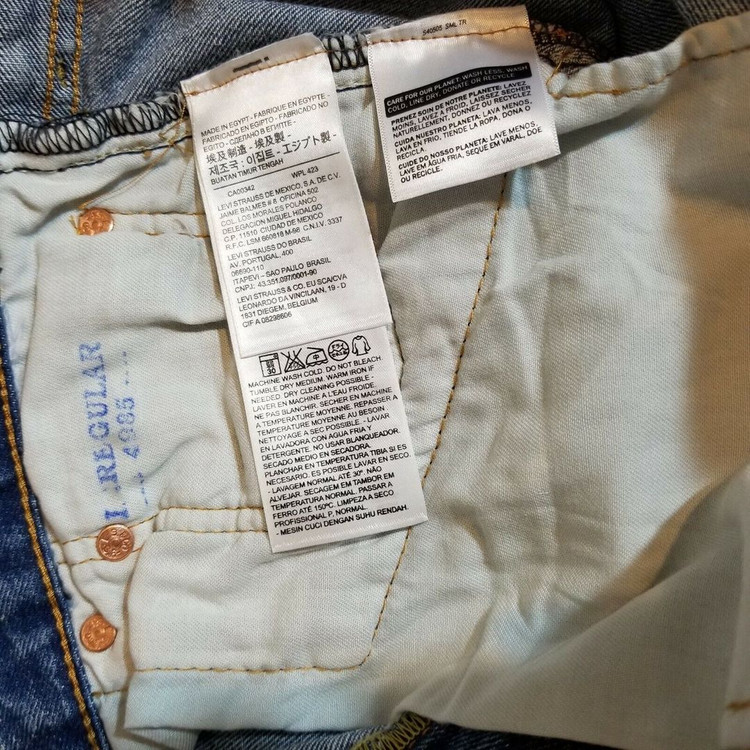 MADE IN EGYPT - FABRIQUE EN EGYPTE -
FABRICADO EN EGIPTO - FABRICADO NO
EGITO - СДЕЛАНО В ЕГИПТЕ -
埃及制造 - 埃及製 -
제조국 : 이집트 - エジプト製 -
BUATAN TIMUR TENGAH
CA00342 WPL 423
LEVI STRAUSS DE MEXICO, S.A. DE C.V.
JAIME BALMES # 8 OFICINA 502
COL. LOS MORALES POLANCO
DELEGACION MIGUEL HIDALGO
C.P. 11510 CIUDAD DE MEXICO
R.F.C. LSM 650818 M-98 C.N.I.V. 3337
LEVI STRAUSS DO BRASIL
AV. PORTUGAL, 400
06690-110
ITAPEVI - SAO PAULO BRASIL
CNPJ: 43.351.097/0001-90
LEVI STRAUSS & CO. EU SCA/CVA
LEONARDO DA VINCILAAN, 19 - D
1831 DIEGEM, BELGIUM
CIF A 08298606
30
MACHINE WASH COLD. DO NOT BLEACH
TUMBLE DRY MEDIUM. WARM IRON IF
NEEDED. DRY CLEANING POSSIBLE -
LAVER EN MACHINE A L'EAU FROIDE.
NE PAS BLANCHIR. SECHER EN MACHINE
A TEMPERATURE MOYENNE. REPASSER A
TEMPERATURE MOYENNE AU BESOIN
NETTOYAGE A SEC POSSIBLE. - LAVAR
EN LAVADORA CON AGUA FRIA Y
DETERGENTE. NO USAR BLANQUEADOR.
SECADO MEDIO EN SECADORA
PLANCHAR EN TEMPERATURA TIBIA SI ES
NECESARIO. ES POSIBLE LAVAR EN SECO.
- LAVAGEM NORMAL ATÉ 30° NÃO
ALVEJAR. SECAGEM EM TAMBOR EM
TEMPERATURA NORMAL. PASSAR A
FERRO ATÉ 150°C. LIMPEZA A SECO
PROFISSIONAL P, NORMAL.
- MESIN CUCI DENGAN SUHU RENDAH.
S40505 SML TR
CARE FOR OUR PLANET: WASH LESS, WASH
COLD, LINE DRY, DONATE OR RECYCLE
PRENEZ SOIN DE NOTRE PLANETE: LAVEZ
MOINS, LAVEZ A FROID, LAISSEZ SÉCHER
NATURELLEMENT, DONNEZ OU RECYCLEZ
CUIDA NUESTRO PLANETA: LAVA MENOS,
LAVA EN FRIO, TIENDE LA ROPA, DONA O
RECICLA.
CUIDE DO NOSSO PLANETA: LAVE MENOS,
LAVE EM ÁGUA FRIA, SEQUE EM VARAL, DOE
OU RECICLE.
IRREGULAR
4985